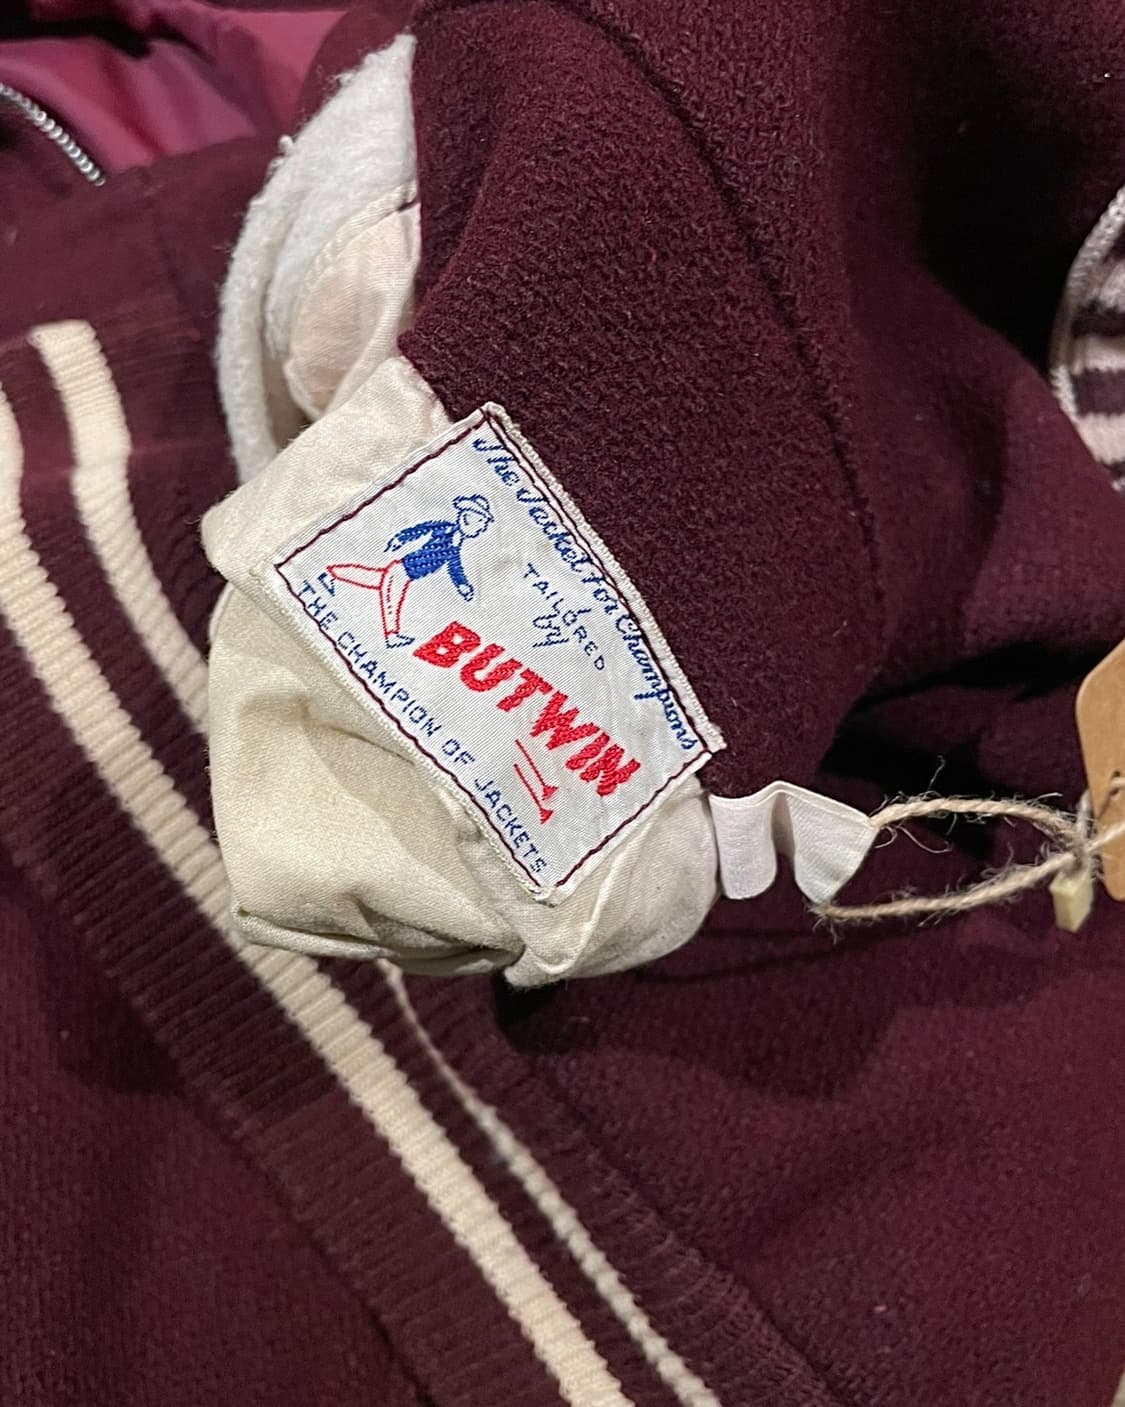 The Jacket For Champions
TAILORED
by
BUTWIN
THE CHAMPION OF JACKETS